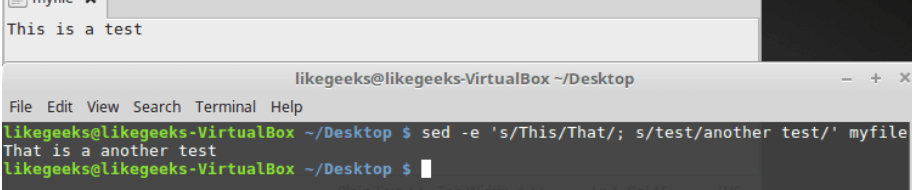 myfile ×
This is a test
likegeeks@likegeeks-VirtualBox ~/Desktop
File Edit View Search Terminal Help
likegeeks@likegeeks-VirtualBox ~/Desktop $ sed -e 's/This/That/; s/test/another test/' myfile
That is a another test
likegeeks@likegeeks-VirtualBox ~/Desktop $